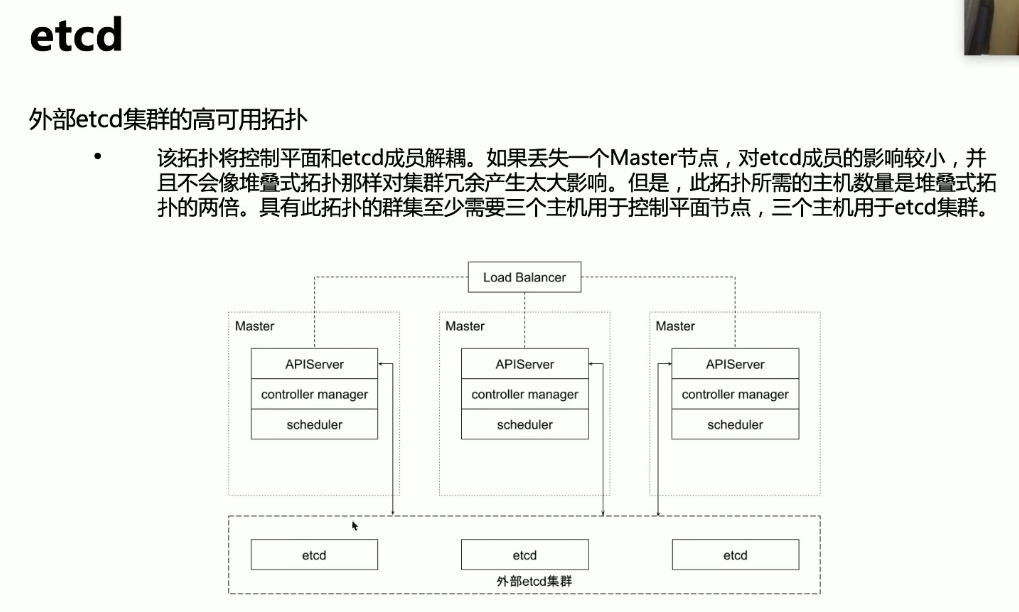 etcd
外部etcd集群的高可用拓扑
• 该拓扑将控制平面和etcd成员解耦。如果丢失一个Master节点，对etcd成员的影响较小，并
且不会像堆叠式拓扑那样对集群冗余产生太大影响。但是，此拓扑所需的主机数量是堆叠式拓
扑的两倍。具有此拓扑的群集至少需要三个主机用于控制平面节点，三个主机用于etcd集群。
Load Balancer
Master Master Master
APIServer APIServer APIServer
controller manager controller manager controller manager
scheduler scheduler scheduler
etcd etcd etcd
外部etcd集群